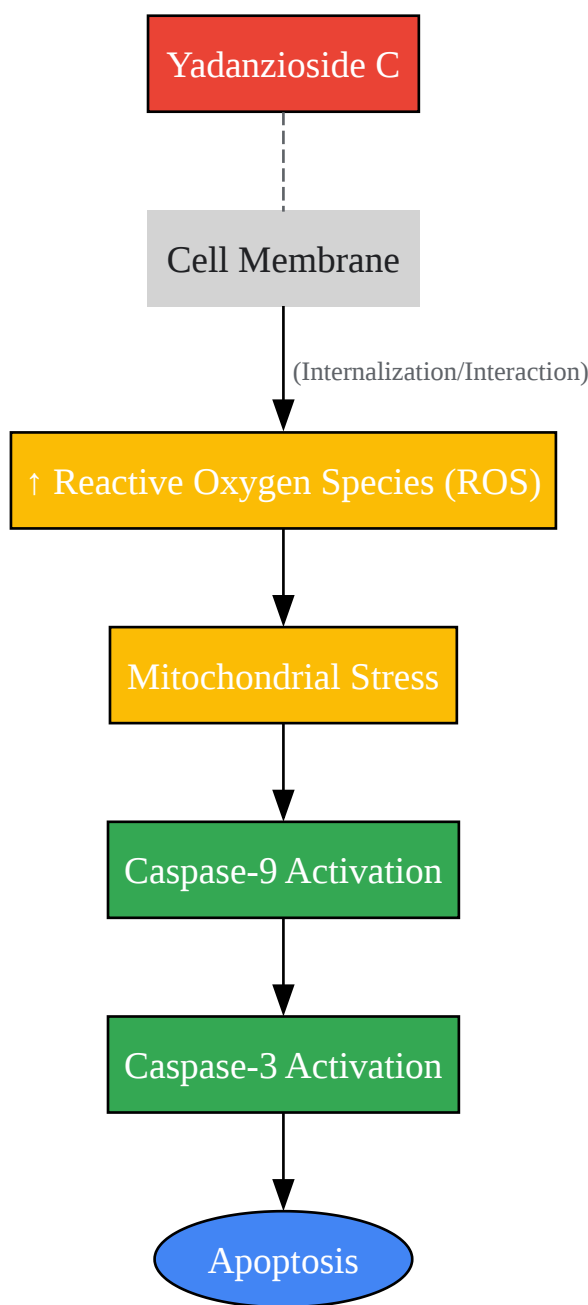 Yadanzioside C
Cell Membrane
(Internalization/Interaction)
↑ Reactive Oxygen Species (ROS)
Mitochondrial Stress
Caspase-9 Activation
Caspase-3 Activation
Apoptosis